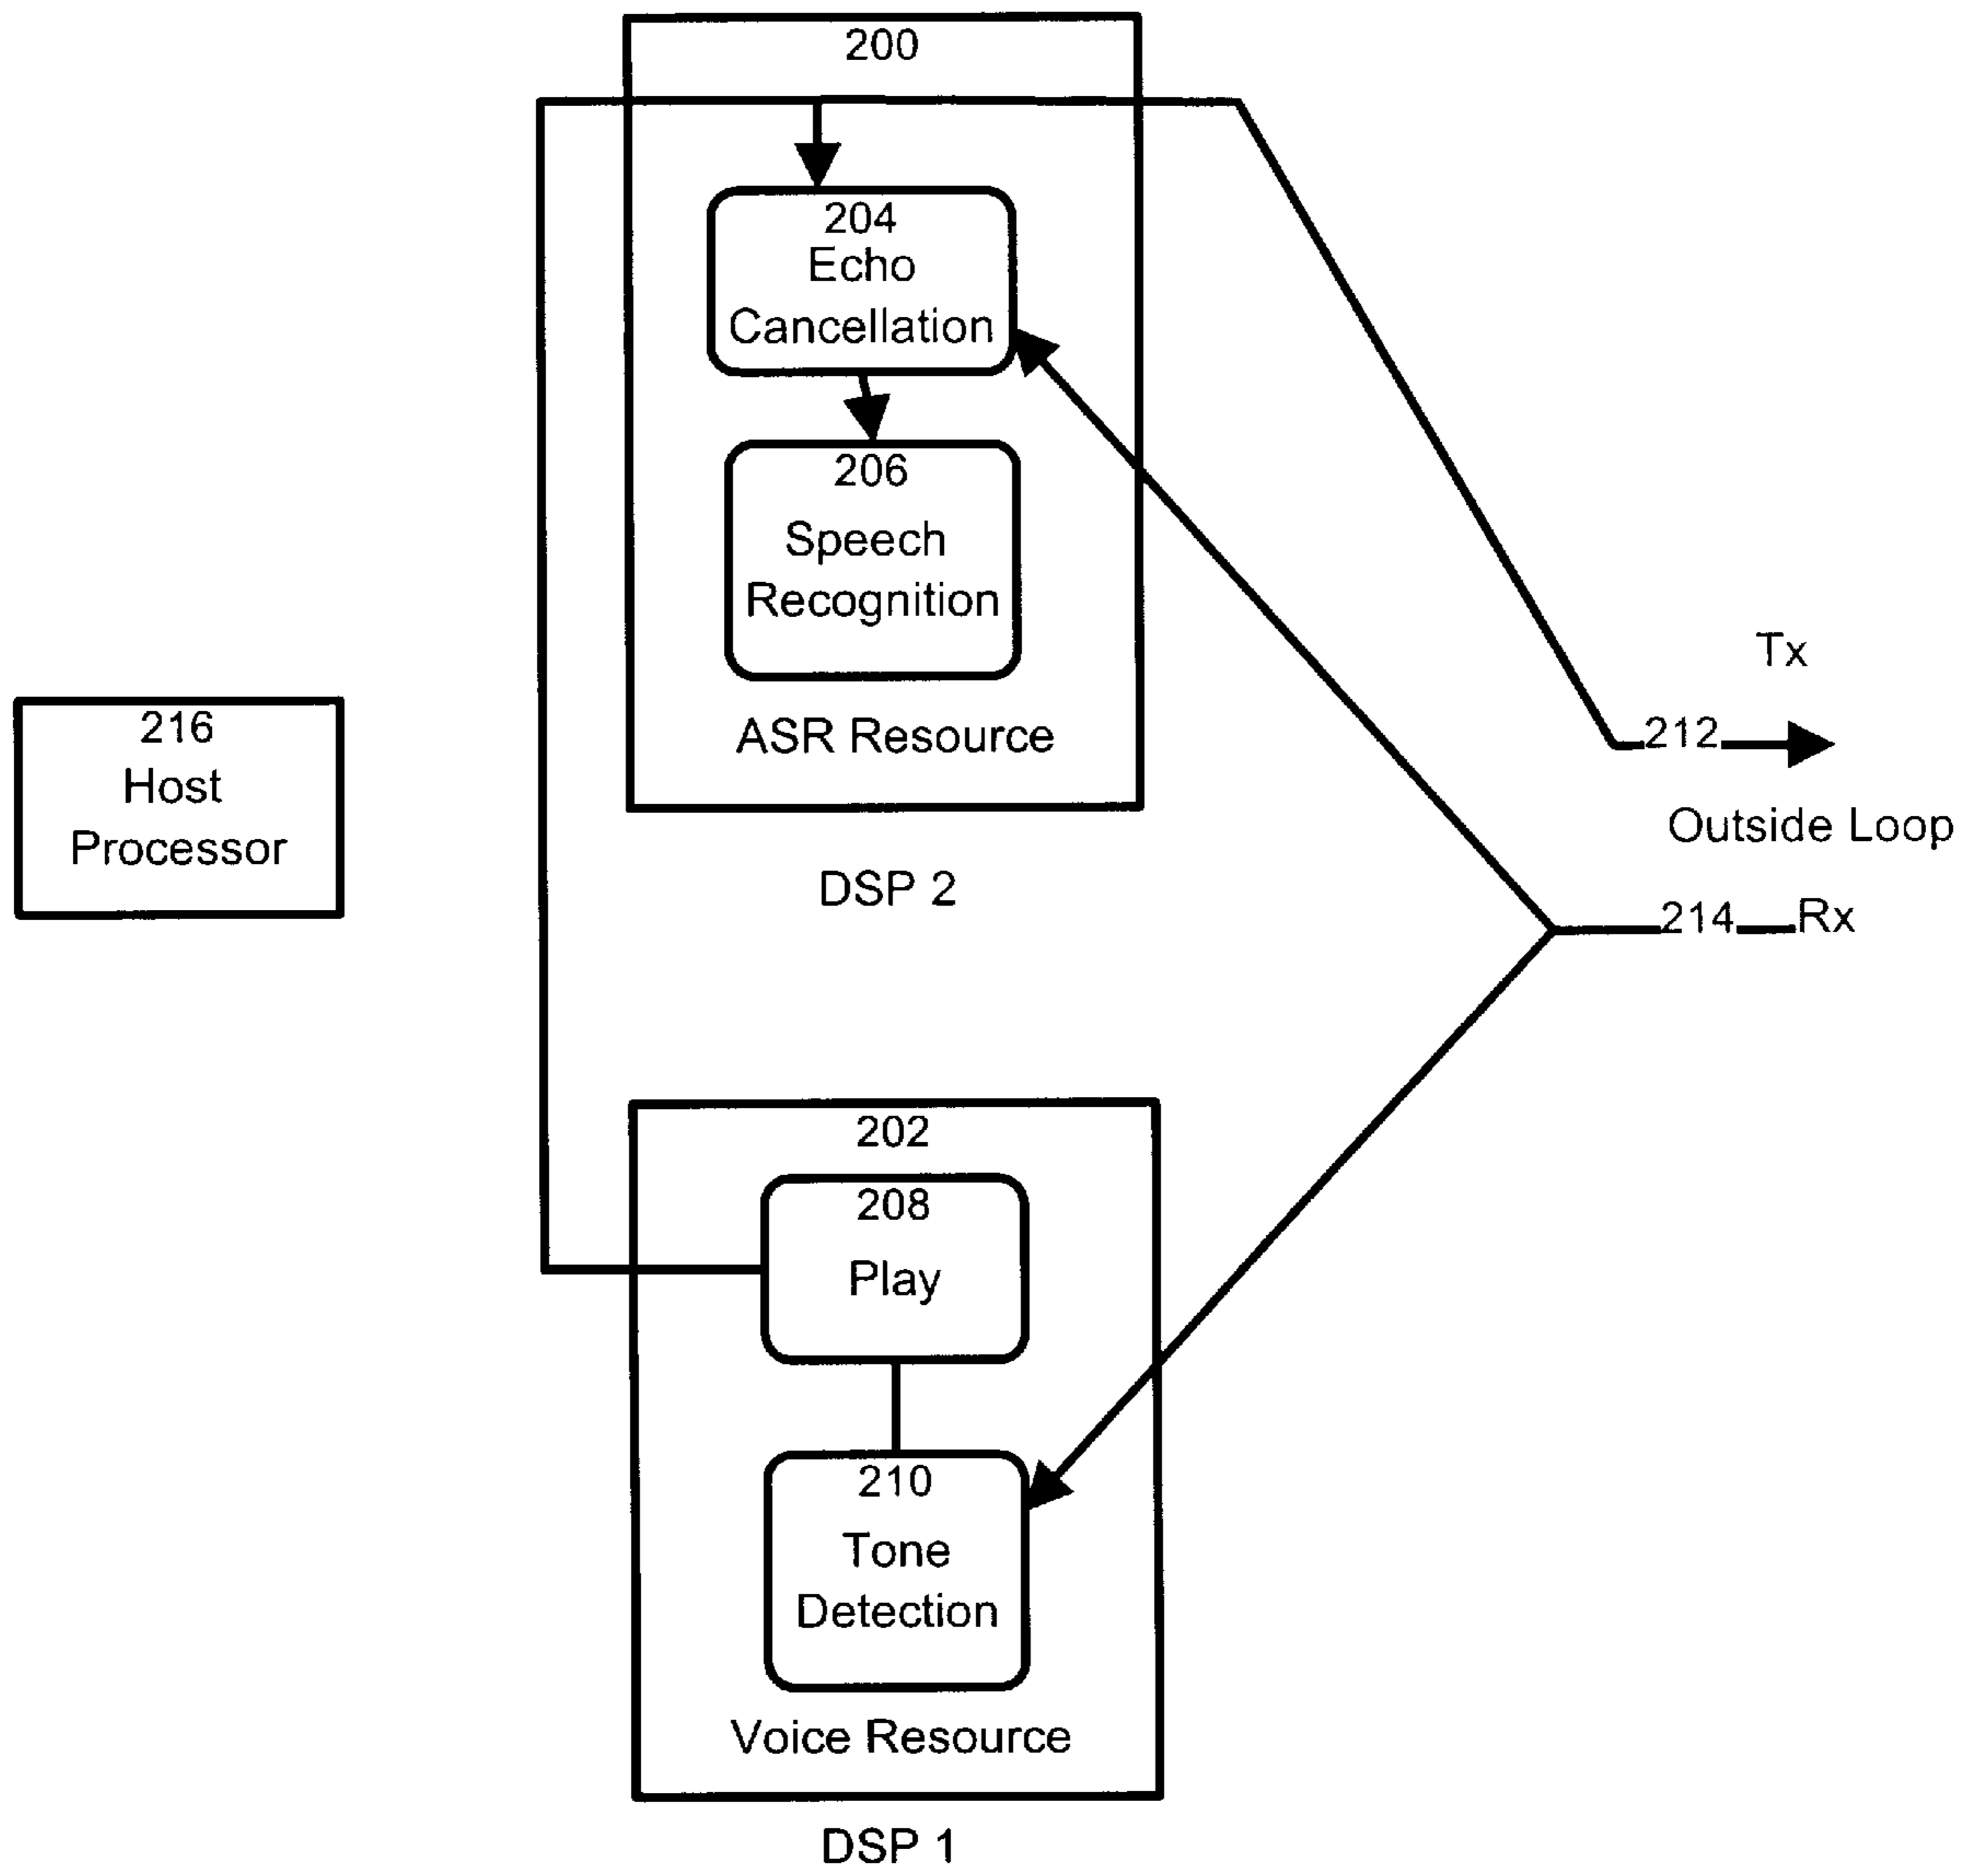 200
204
Echo
Cancellation
206
Speech
Recognition
ASR Resource
DSP 2
216
Host
Processor
Tx
212
Outside Loop
214 Rx
202
208
Play
210
Tone
Detection
Voice Resource
DSP 1